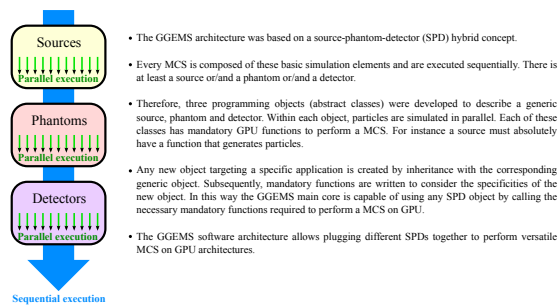 Sources
Parallel execution
Phantoms
Parallel execution
Detectors
Parallel execution
Sequential execution
• The GGEMS architecture was based on a source-phantom-detector (SPD) hybrid concept.
• Every MCS is composed of these basic simulation elements and are executed sequentially. There is
at least a source or/and a phantom or/and a detector.
• Therefore, three programming objects (abstract classes) were developed to describe a generic
source, phantom and detector. Within each object, particles are simulated in parallel. Each of these
classes has mandatory GPU functions to perform a MCS. For instance a source must absolutely
have a function that generates particles.
• Any new object targeting a specific application is created by inheritance with the corresponding
generic object. Subsequently, mandatory functions are written to consider the specificities of the
new object. In this way the GGEMS main core is capable of using any SPD object by calling the
necessary mandatory functions required to perform a MCS on GPU.
• The GGEMS software architecture allows plugging different SPDs together to perform versatile
MCS on GPU architectures.